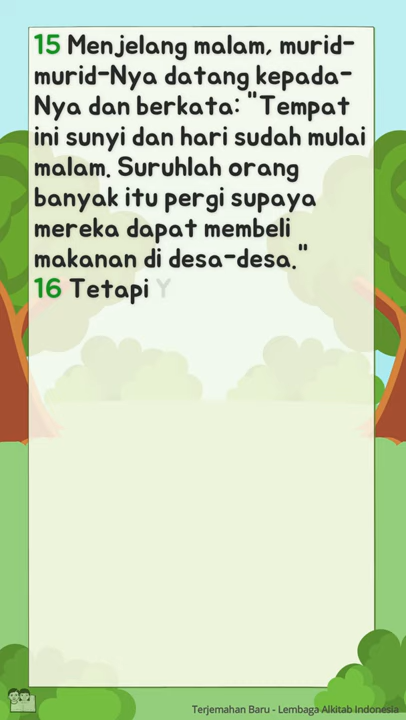 15 Menjelang malam, murid-
murid-Nya datang kepada-
Nya dan berkata: "Tempat
ini sunyi dan hari sudah mulai
malam. Suruhlah orang
banyak itu pergi supaya
mereka dapat membeli
makanan di desa-desa."
16 Tetapi Y
Terjemahan Baru - Lembaga Alkitab Indonesia